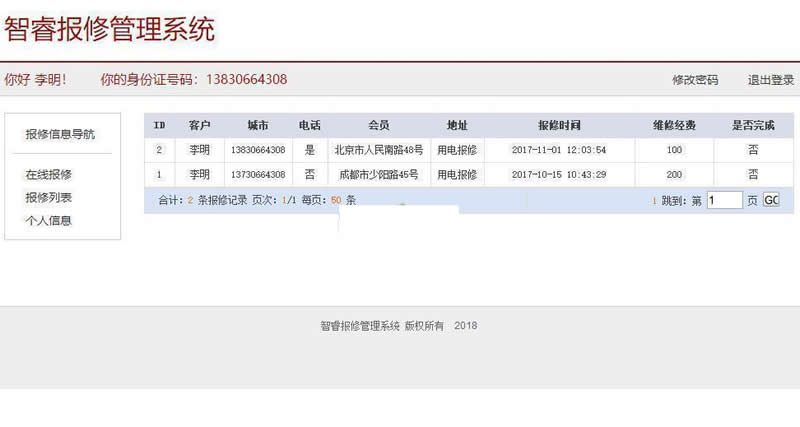 智睿报修管理系统
你好 李明！ 你的身份证号码：13830664308 修改密码 退出登录
报修信息导航
在线报修
报修列表
个人信息
ID 客户 城市 电话 会员 地址 报修时间 维修经费 是否完成
2 李明 13830664308 是 北京市人民南路48号 用电报修 2017-11-01 12:03:54 100 否
1 李明 13730664308 否 成都市少阳路45号 用电报修 2017-10-15 10:43:29 200 否
合计：2 条报修记录 页次：1/1 每页：50 条 1 跳到：第 1 页 GO
智睿报修管理系统 版权所有 2018